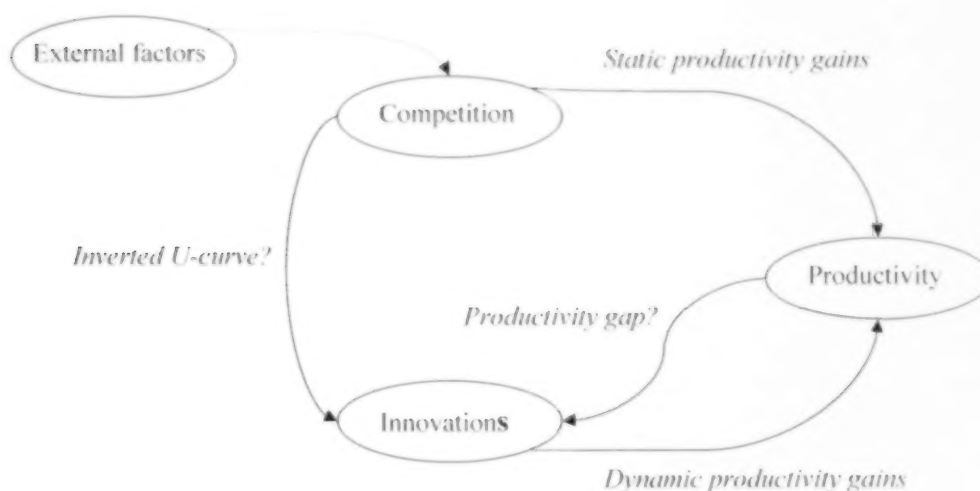 External factors
Static productivity gains
Competition
Inverted U-curve?
Productivity
Productivity gap?
Innovations
Dynamic productivity gains